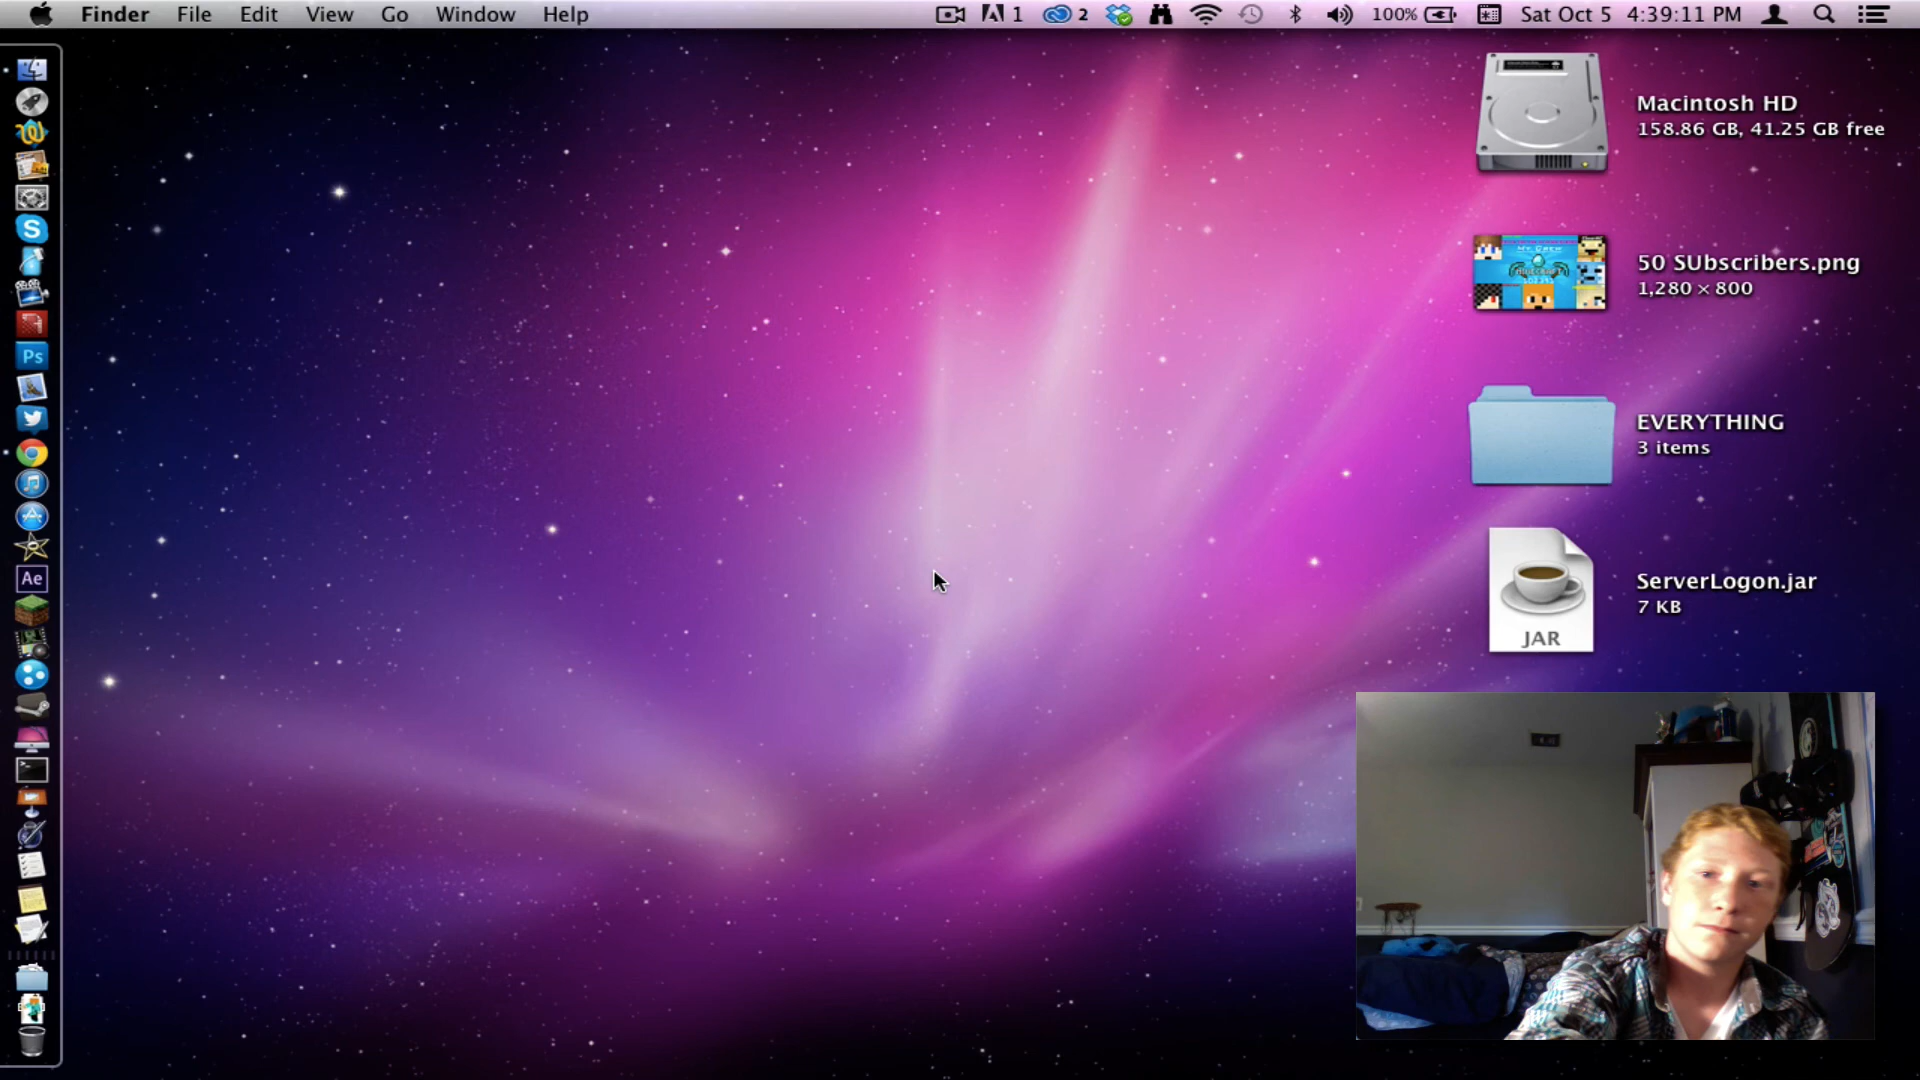 Finder File Edit View Go Window Help 1 2 100% Sat Oct 5 4:39:11 PM
Macintosh HD
158.86 GB, 41.25 GB free
50 SUbscribers.png
1,280 × 800
EVERYTHING
3 items
ServerLogon.jar
7 KB
JAR
Ps
Ae